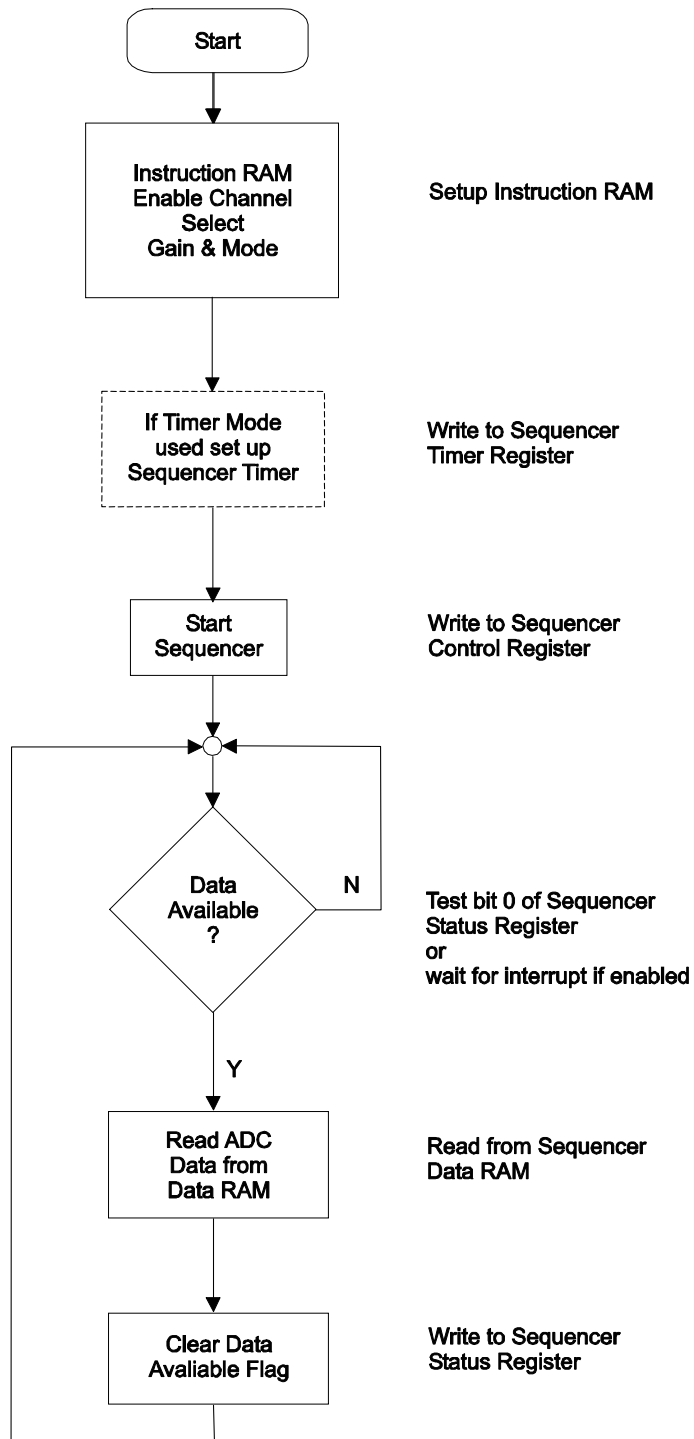 Start
Instruction RAM
Enable Channel
Select
Gain & Mode
Setup Instruction RAM
If Timer Mode
used set up
Sequencer Timer
Write to Sequencer
Timer Register
Start
Sequencer
Write to Sequencer
Control Register
Data
Available
?
N
Test bit 0 of Sequencer
Status Register
or
wait for interrupt if enabled
Y
Read ADC
Data from
Data RAM
Read from Sequencer
Data RAM
Clear Data
Avaliable Flag
Write to Sequencer
Status Register